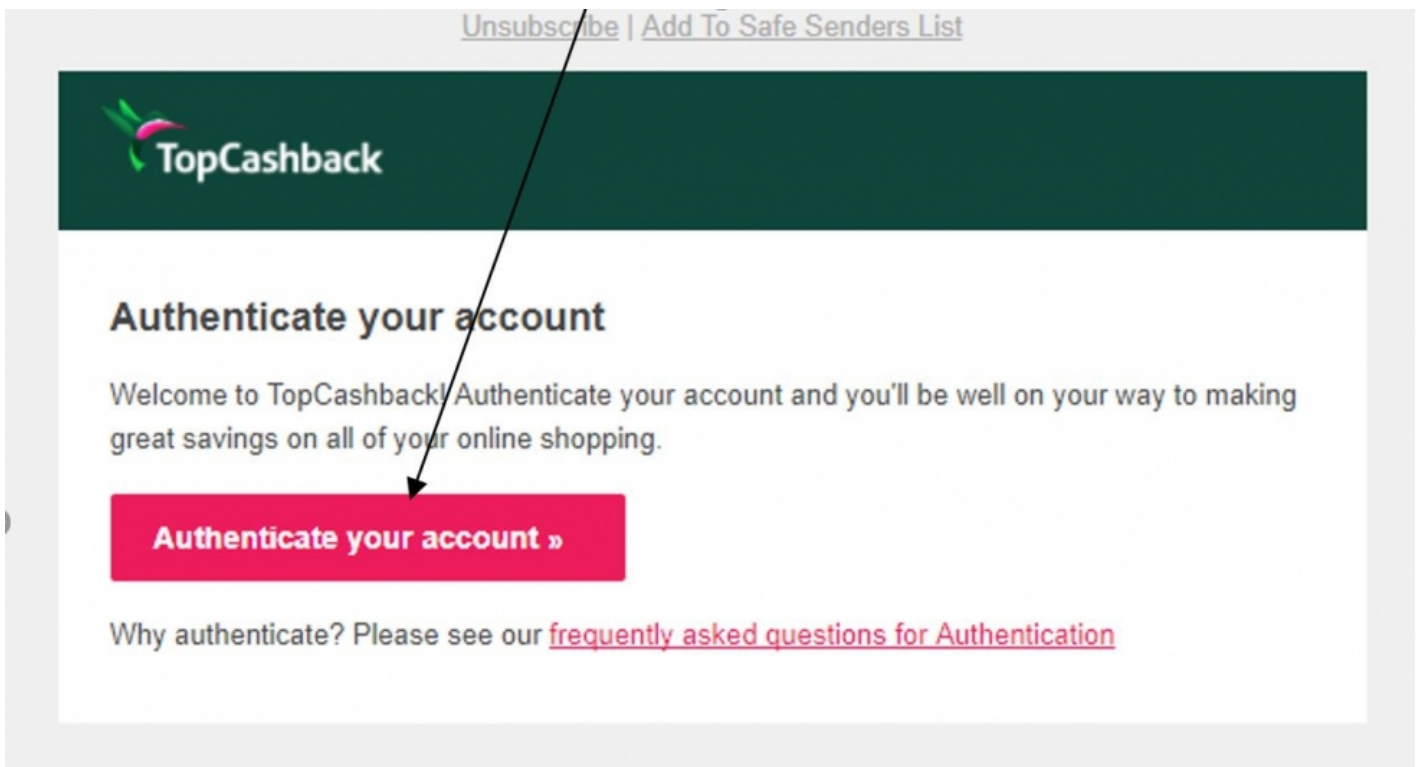 Unsubscribe | Add To Safe Senders List
TopCashback
Authenticate your account
Welcome to TopCashback! Authenticate your account and you'll be well on your way to making
great savings on all of your online shopping.
Authenticate your account »
Why authenticate? Please see our frequently asked questions for Authentication